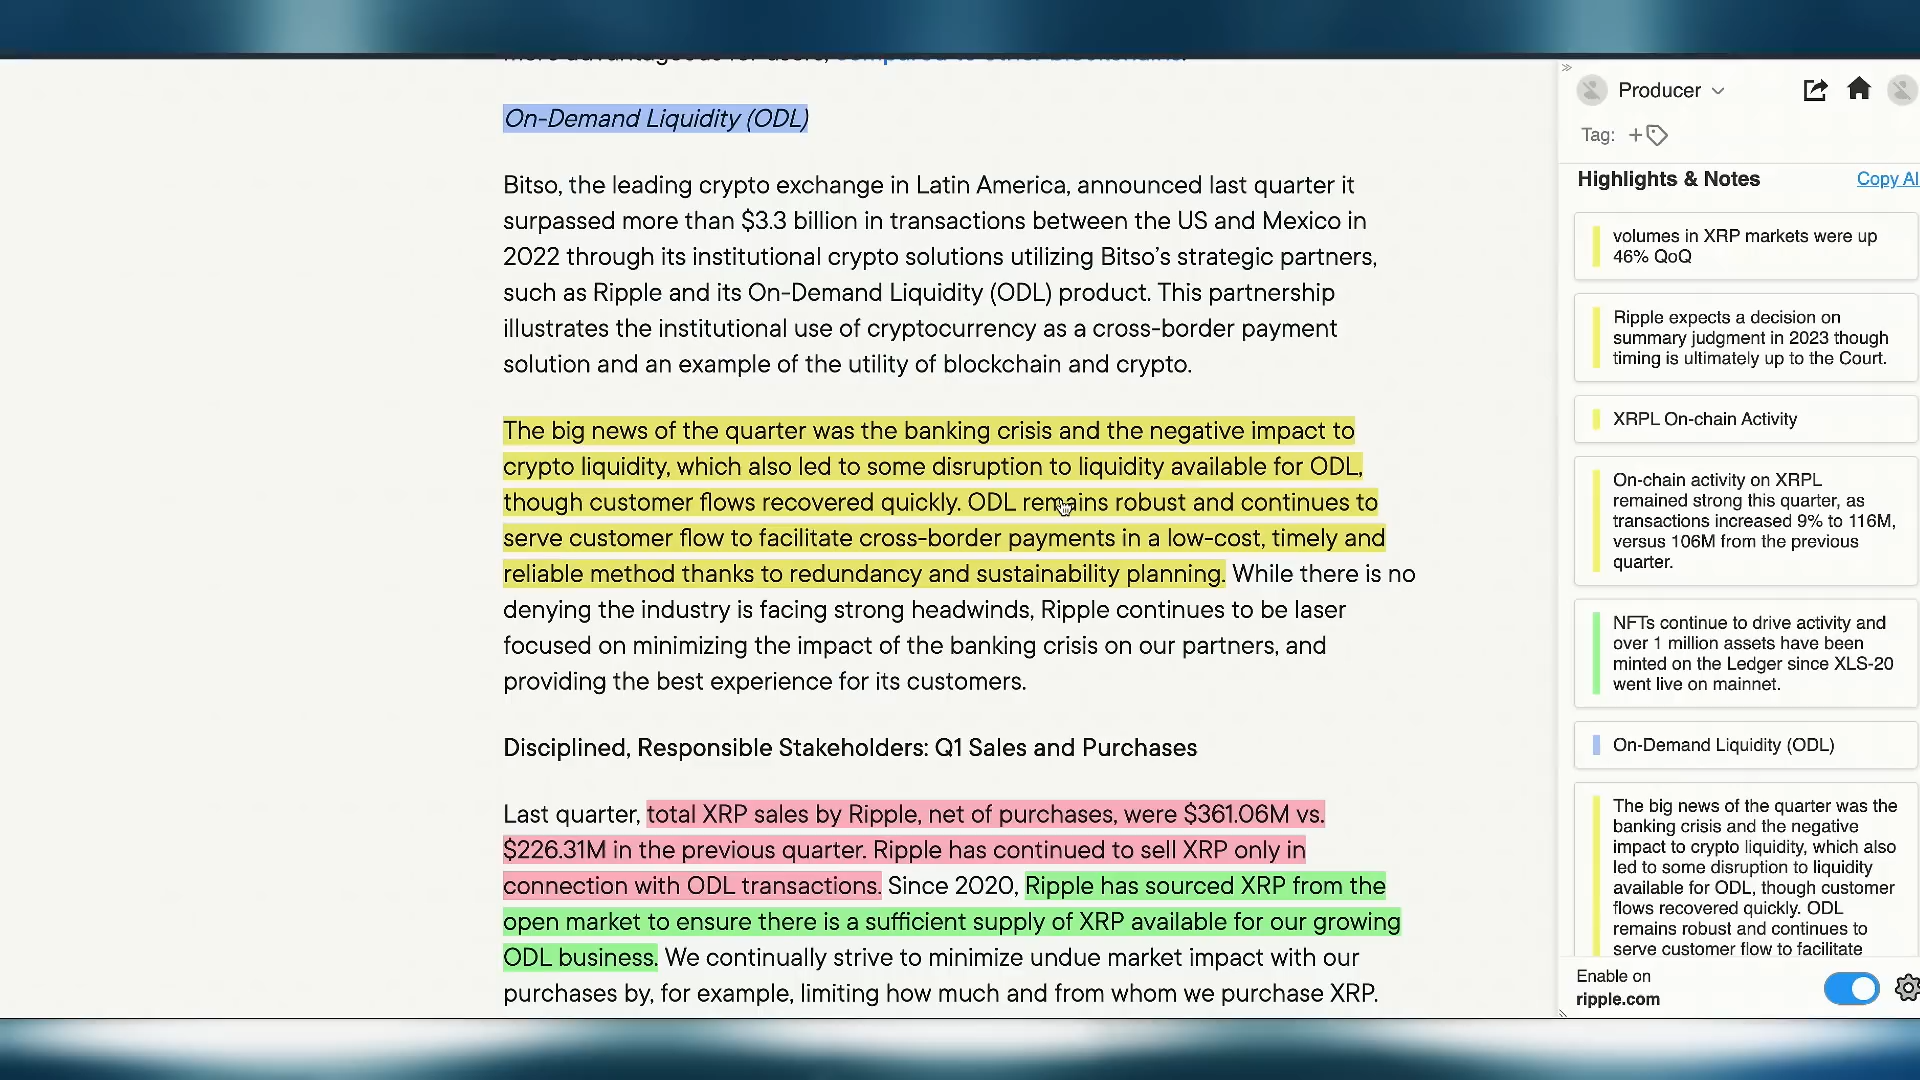 On-Demand Liquidity (ODL)
Bitso, the leading crypto exchange in Latin America, announced last quarter it
surpassed more than $3.3 billion in transactions between the US and Mexico in
2022 through its institutional crypto solutions utilizing Bitso’s strategic partners,
such as Ripple and its On-Demand Liquidity (ODL) product. This partnership
illustrates the institutional use of cryptocurrency as a cross-border payment
solution and an example of the utility of blockchain and crypto.
The big news of the quarter was the banking crisis and the negative impact to
crypto liquidity, which also led to some disruption to liquidity available for ODL,
though customer flows recovered quickly. ODL remains robust and continues to
serve customer flow to facilitate cross-border payments in a low-cost, timely and
reliable method thanks to redundancy and sustainability planning. While there is no
denying the industry is facing strong headwinds, Ripple continues to be laser
focused on minimizing the impact of the banking crisis on our partners, and
providing the best experience for its customers.
Disciplined, Responsible Stakeholders: Q1 Sales and Purchases
Last quarter, total XRP sales by Ripple, net of purchases, were $361.06M vs.
$226.31M in the previous quarter. Ripple has continued to sell XRP only in
connection with ODL transactions. Since 2020, Ripple has sourced XRP from the
open market to ensure there is a sufficient supply of XRP available for our growing
ODL business. We continually strive to minimize undue market impact with our
purchases by, for example, limiting how much and from whom we purchase XRP.
Producer
Tag:
Highlights & Notes
Copy Al
volumes in XRP markets were up
46% QoQ
Ripple expects a decision on
summary judgment in 2023 though
timing is ultimately up to the Court.
XRPL On-chain Activity
On-chain activity on XRPL
remained strong this quarter, as
transactions increased 9% to 116M,
versus 106M from the previous
quarter.
NFTs continue to drive activity and
over 1 million assets have been
minted on the Ledger since XLS-20
went live on mainnet.
On-Demand Liquidity (ODL)
The big news of the quarter was the
banking crisis and the negative
impact to crypto liquidity, which also
led to some disruption to liquidity
available for ODL, though customer
flows recovered quickly. ODL
remains robust and continues to
serve customer flow to facilitate
Enable on
ripple.com